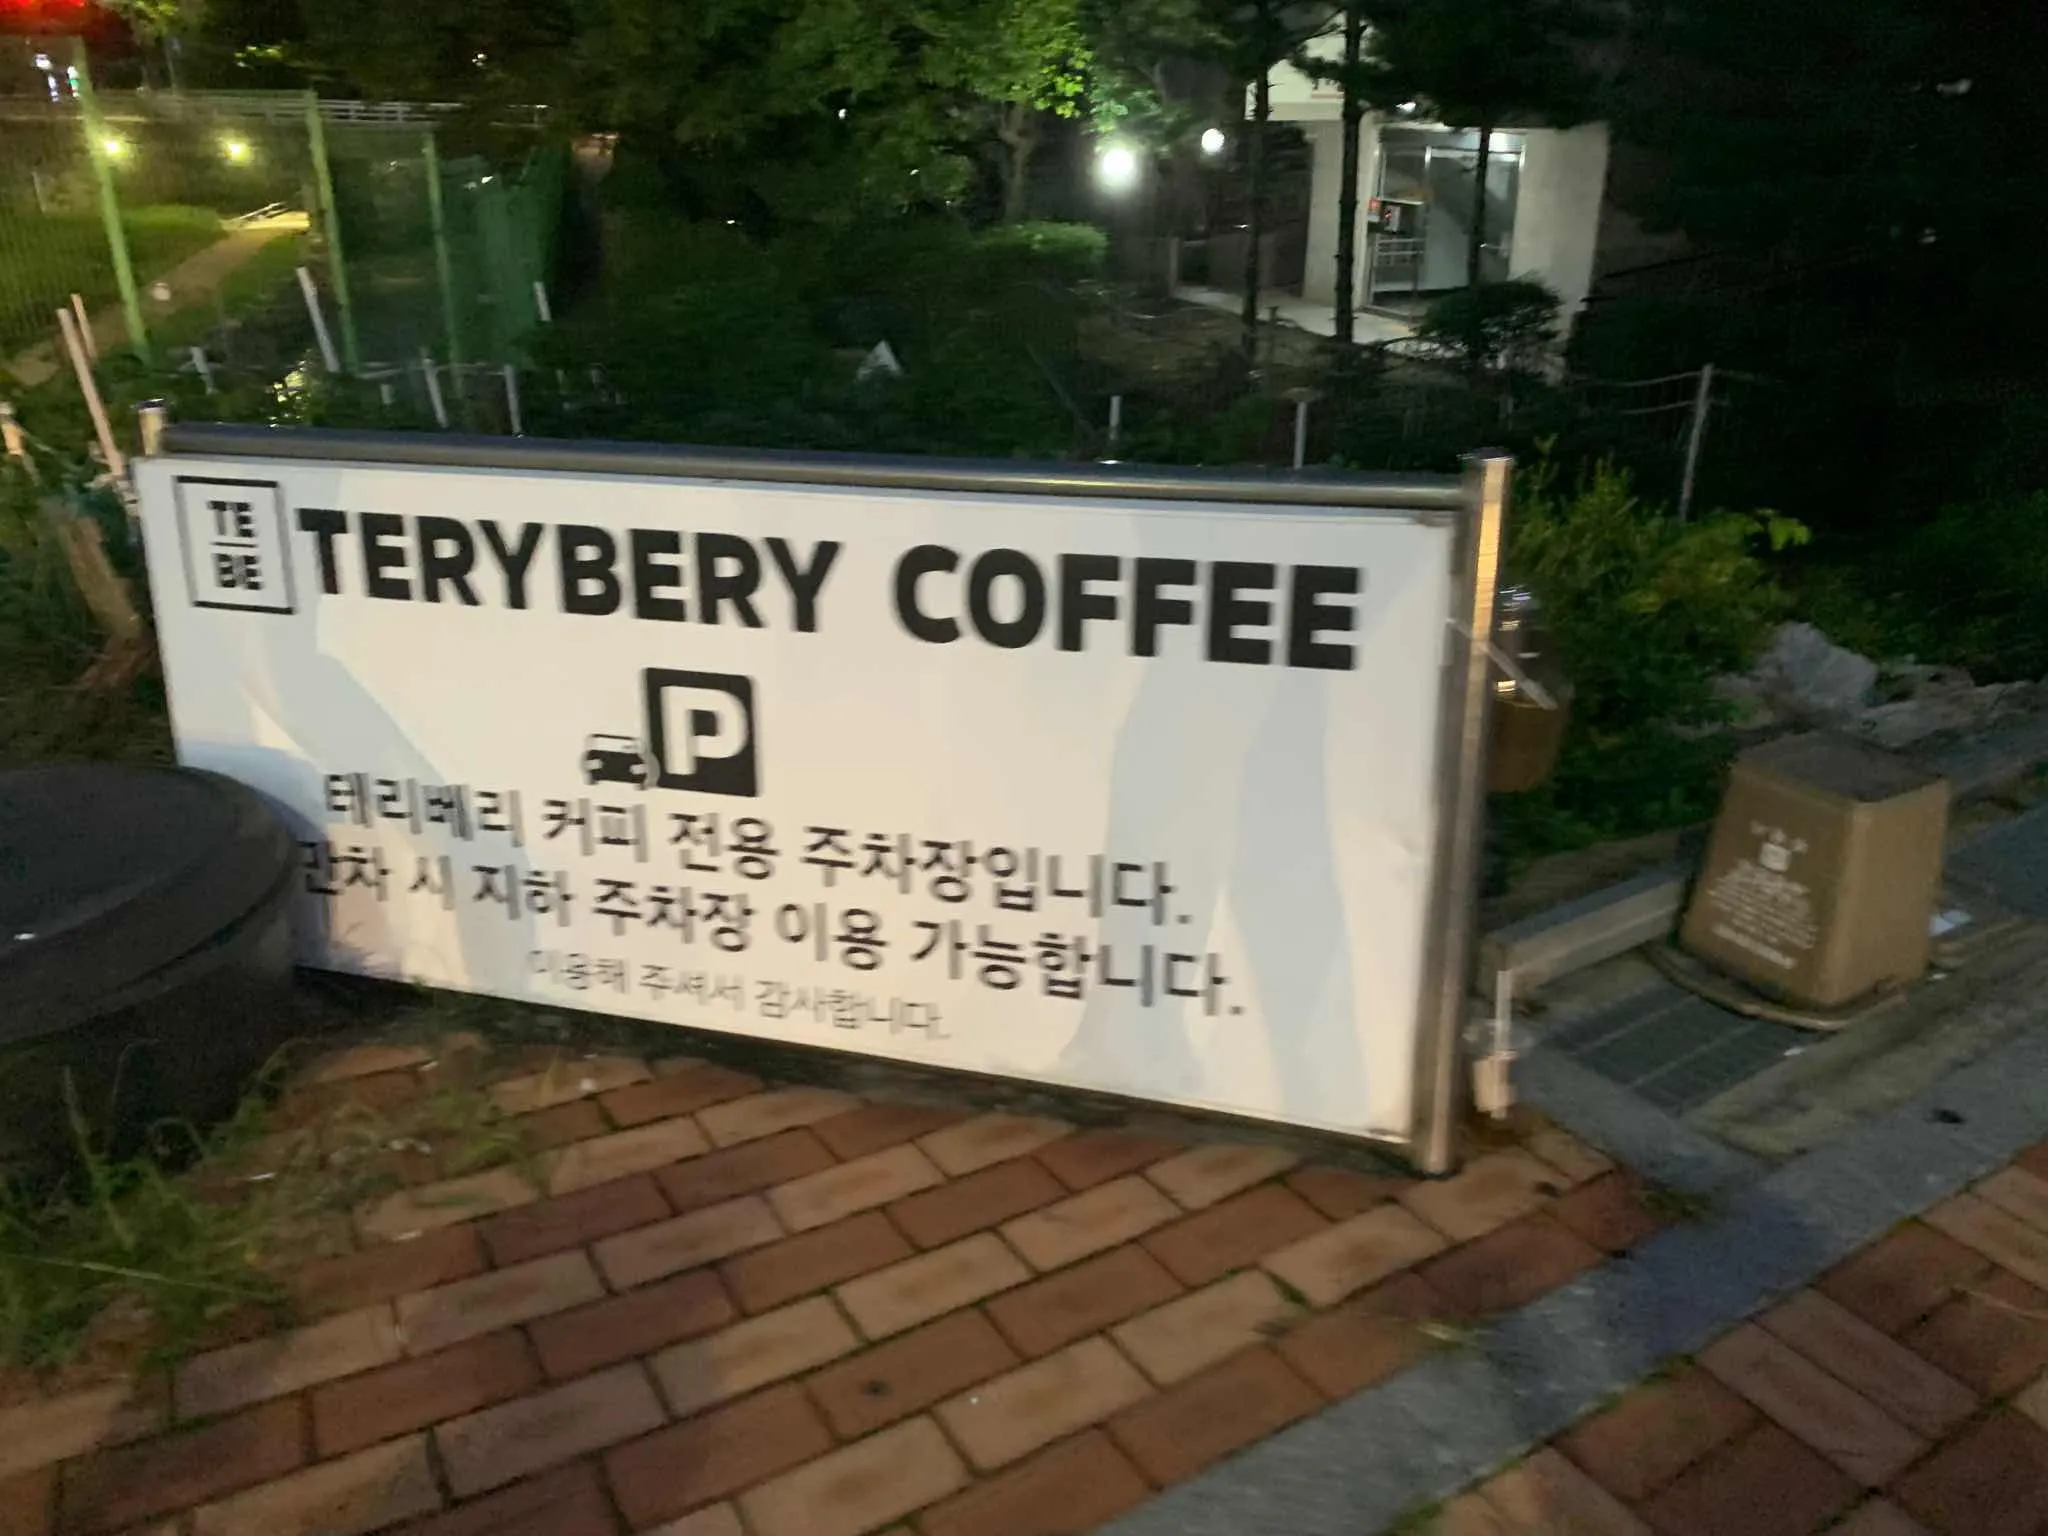 TE
BE
TERYBERY COFFEE
P
테리베리 커피 전용 주차장입니다.
만차 시 지하 주차장 이용 가능합니다.
이용해 주셔서 감사합니다.